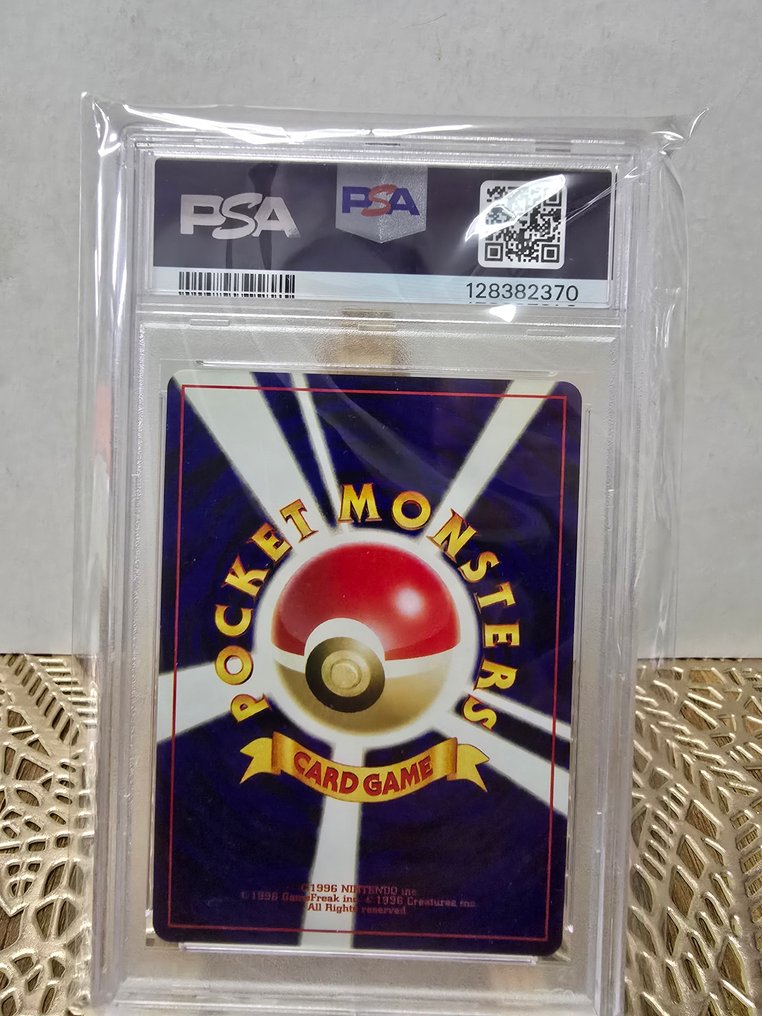 PSA PSA
128382370
POCKET MONSTERS
CARD GAME
©1996 NINTENDO inc.
©1996 GameFreak inc. © 1996 Creatures inc.
All Rights reserved.